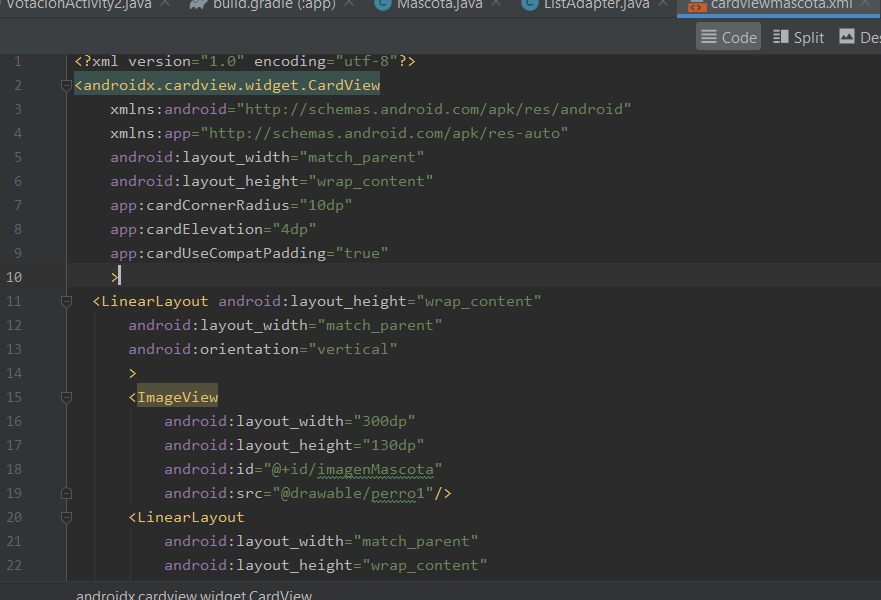 VotacionActivity2.java build.gradle (:app) Mascota.java ListAdapter.java cardviewmascota.xml
Code Split
1 <?xml version="1.0" encoding="utf-8"?>
2 <androidx.cardview.widget.CardView
3 xmlns:android="http://schemas.android.com/apk/res/android"
4 xmlns:app="http://schemas.android.com/apk/res-auto"
5 android:layout_width="match_parent"
6 android:layout_height="wrap_content"
7 app:cardCornerRadius="10dp"
8 app:cardElevation="4dp"
9 app:cardUseCompatPadding="true"
10 >
11 <LinearLayout android:layout_height="wrap_content"
12 android:layout_width="match_parent"
13 android:orientation="vertical"
14 >
15 <ImageView
16 android:layout_width="300dp"
17 android:layout_height="130dp"
18 android:id="@+id/imagenMascota"
19 android:src="@drawable/perro1"/>
20 <LinearLayout
21 android:layout_width="match_parent"
22 android:layout_height="wrap_content"
androidx.cardview.widget.CardView